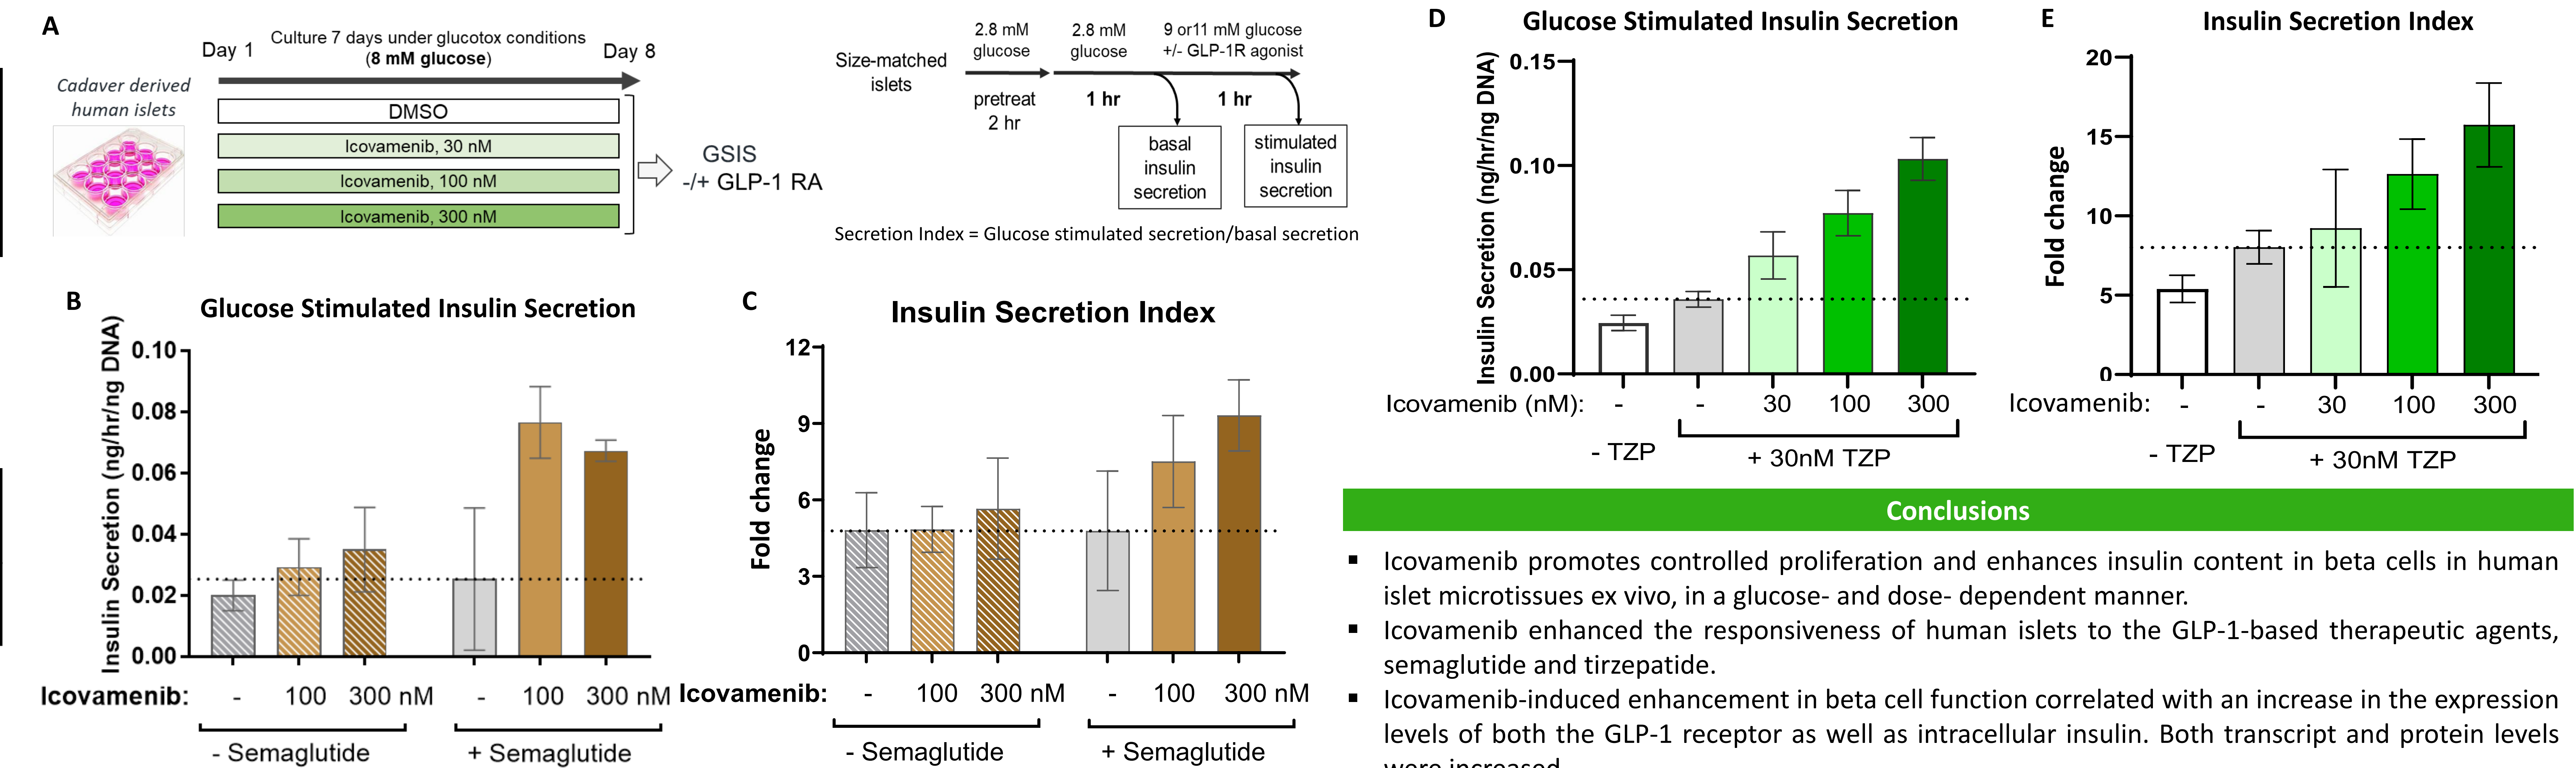 A
Day 1
Culture 7 days under glucotox conditions
(8 mM glucose)
Day 8
Cadaver derived
human islets
DMSO
Icovamenib, 30 nM
Icovamenib, 100 nM
Icovamenib, 300 nM
GSIS
-/+ GLP-1 RA
Size-matched
islets
2.8 mM
glucose
2.8 mM
glucose
9 or11 mM glucose
+/- GLP-1R agonist
pretreat
2 hr
1 hr
1 hr
basal
insulin
secretion
stimulated
insulin
secretion
Secretion Index = Glucose stimulated secretion/basal secretion
B
Glucose Stimulated Insulin Secretion
Insulin Secretion (ng/hr/ng DNA)
0.10
0.08
0.06
0.04
0.02
0.00
Icovamenib: - 100 300 nM - 100 300 nM
- Semaglutide + Semaglutide
C
Insulin Secretion Index
Fold change
12
9
6
3
0
Icovamenib: - 100 300 nM - 100 300 nM
- Semaglutide + Semaglutide
D
Glucose Stimulated Insulin Secretion
Insulin Secretion (ng/hr/ng DNA)
0.15
0.10
0.05
0.00
Icovamenib (nM): - - 30 100 300
- TZP + 30nM TZP
E
Insulin Secretion Index
Fold change
20
15
10
5
0
Icovamenib: - - 30 100 300
- TZP + 30nM TZP
Conclusions
▪ Icovamenib promotes controlled proliferation and enhances insulin content in beta cells in human
islet microtissues ex vivo, in a glucose- and dose- dependent manner.
▪ Icovamenib enhanced the responsiveness of human islets to the GLP-1-based therapeutic agents,
semaglutide and tirzepatide.
▪ Icovamenib-induced enhancement in beta cell function correlated with an increase in the expression
levels of both the GLP-1 receptor as well as intracellular insulin. Both transcript and protein levels
were increased